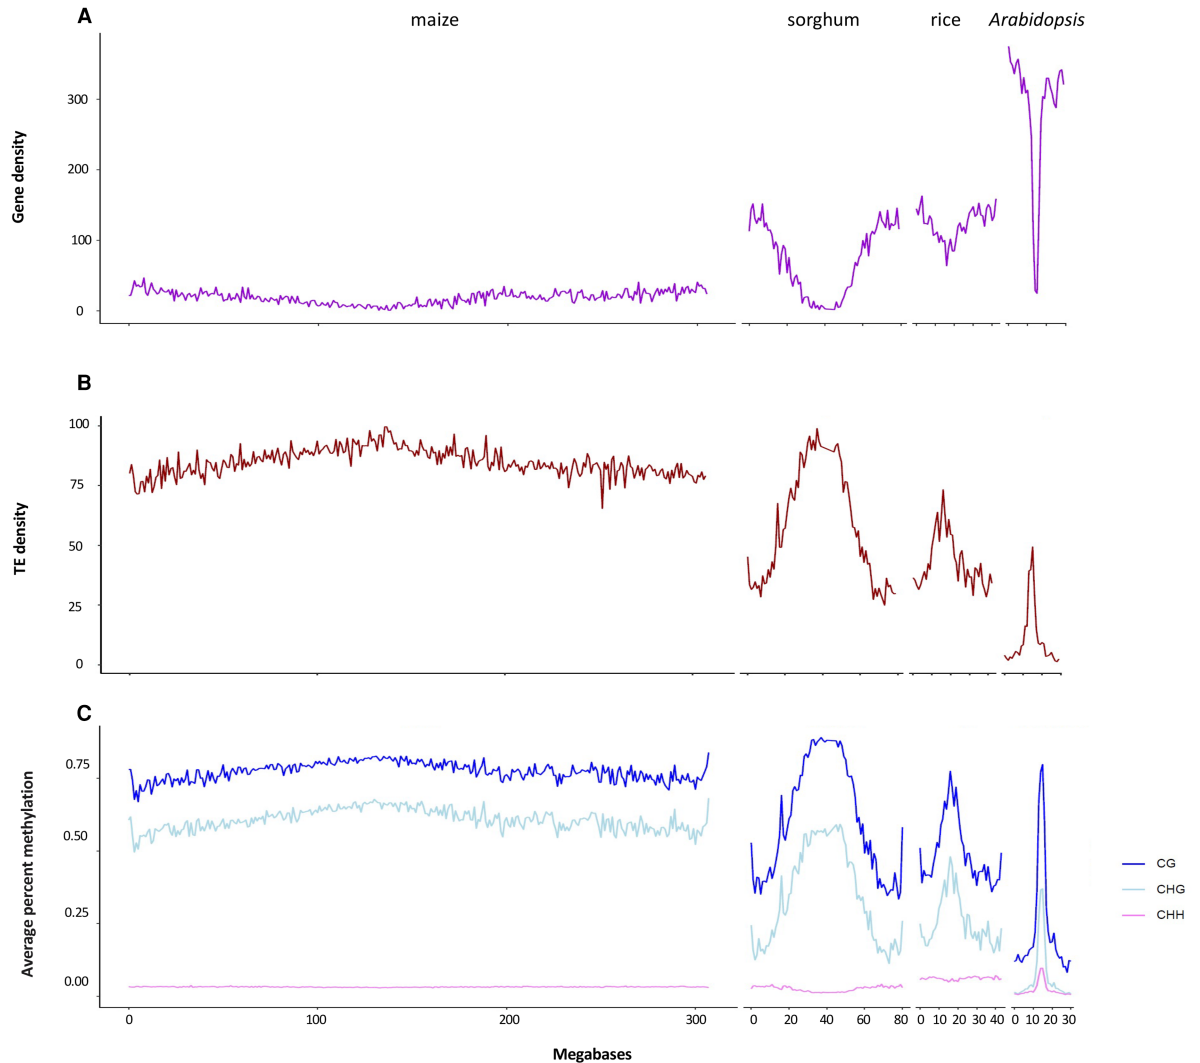 A maize sorghum rice Arabidopsis
Gene density
300
200
100
0
B
TE density
100
75
50
25
0
C
Average percent methylation
0.75
0.50
0.25
0.00
CG
CHG
CHH
0 100 200 300 0 20 40 60 80 0 10 20 30 40 0 10 20 30
Megabases